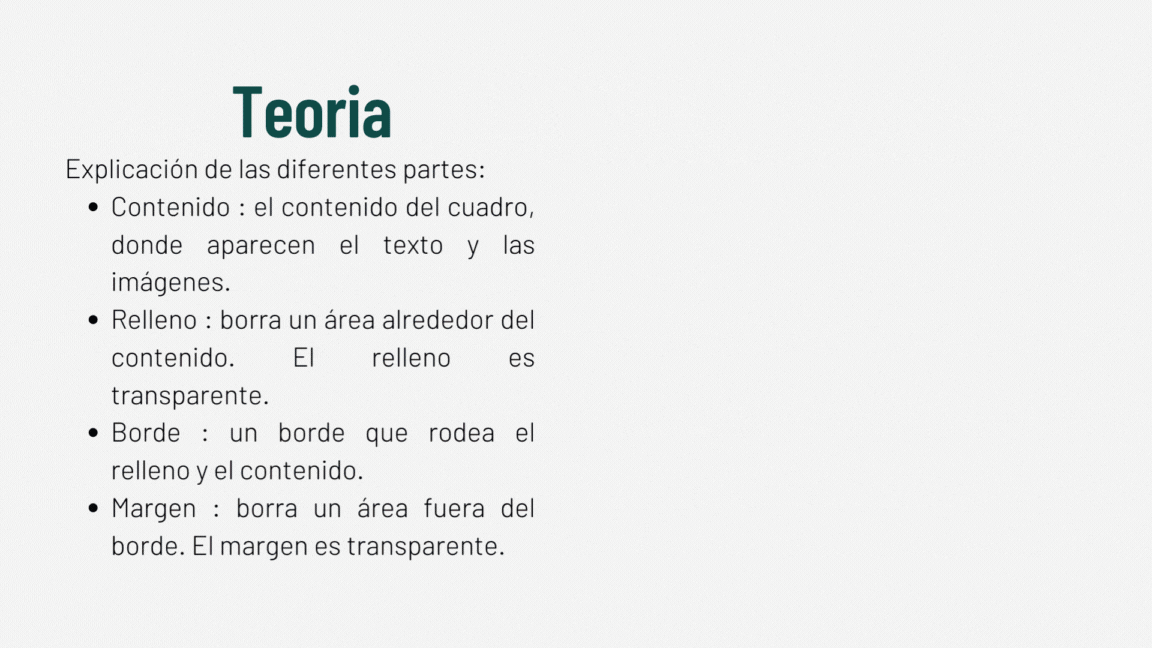 Teoria
Explicación de las diferentes partes:
• Contenido : el contenido del cuadro,
donde aparecen el texto y las
imágenes.
• Relleno : borra un área alrededor del
contenido. El relleno es
transparente.
• Borde : un borde que rodea el
relleno y el contenido.
• Margen : borra un área fuera del
borde. El margen es transparente.